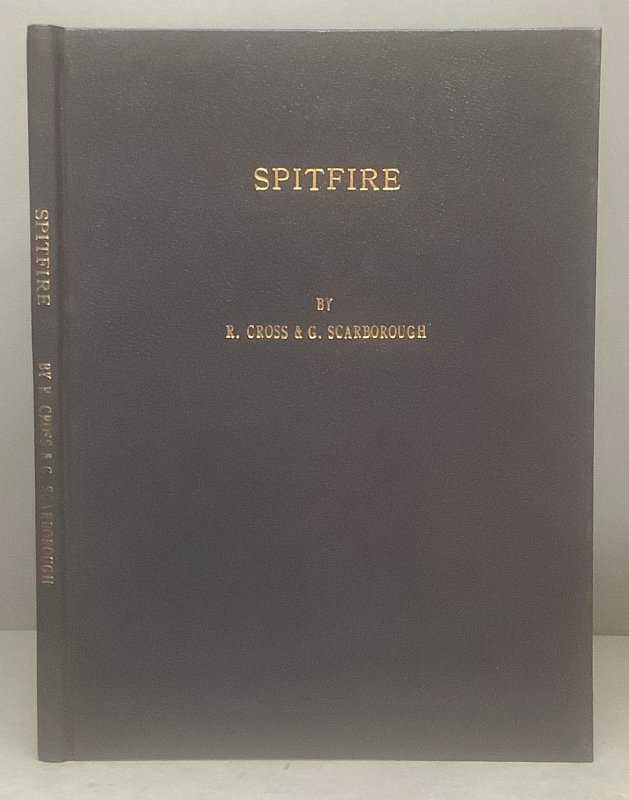 SPITFIRE
BY
R. CROSS & G. SCARBOROUGH
SPITFIRE
BY R. CROSS & G. SCARBOROUGH